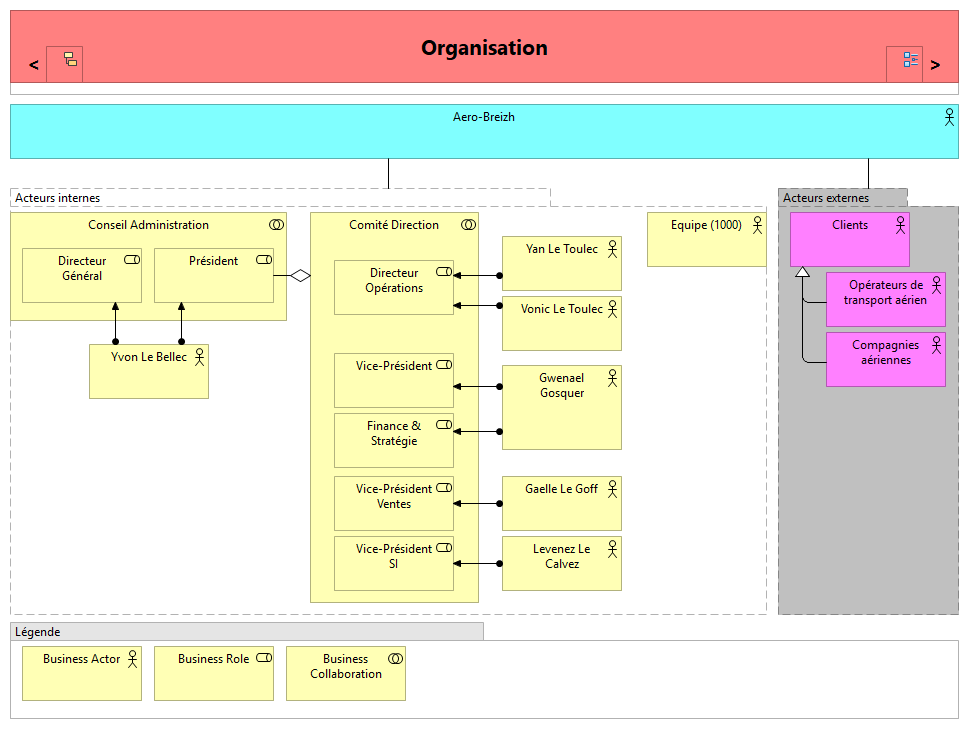 Organisation
< >
Aero-Breizh
Acteurs internes
Conseil Administration
Directeur
Général
Président
Yvon Le Bellec
Comité Direction
Directeur
Opérations
Vice-Président
Finance &
Stratégie
Vice-Président
Ventes
Vice-Président
SI
Yan Le Toulec
Vonic Le Toulec
Gwenael
Gosquer
Gaelle Le Goff
Levenez Le
Calvez
Equipe (1000)
Acteurs externes
Clients
Opérateurs de
transport aérien
Compagnies
aériennes
Légende
Business Actor
Business Role
Business
Collaboration